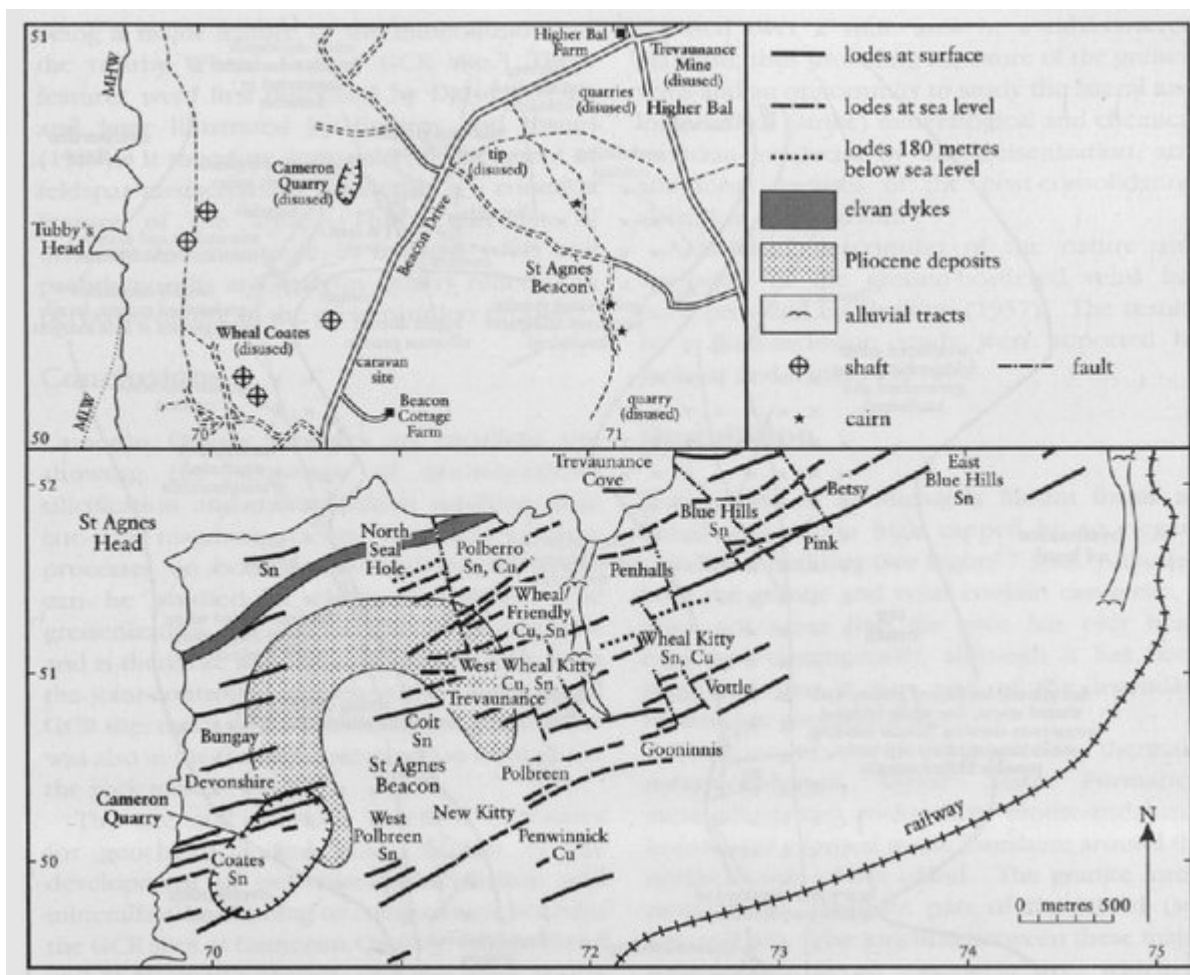 51
MHW
Higher Bal
Farm
Trevaunance
Mine
(disused)
quarries
(disused)
Higher Bal
tip
(disused)
Cameron
Quarry
(disused)
Tubby's
Head
Beacon Drive
St Agnes
Beacon
Wheal Coates
(disused)
caravan
site
MLW
Beacon
Cottage
Farm
quarry
(disused)
50
70
71
lodes at surface
lodes at sea level
lodes 180 metres
below sea level
elvan dykes
Pliocene deposits
alluvial tracts
shaft
fault
cairn
52
St Agnes
Head
Trevaunance
Cove
Betsy
East
Blue Hills
Sn
North
Seal
Hole
Sn
Polberro
Sn, Cu
Blue Hills
Sn
Pink
Penhalls
Wheal
Friendly
Cu, Sn
Wheal Kitty
Sn, Cu
51
West Wheal Kitty
Cu, Sn
Trevaunance
Vottle
Coit
Sn
Bungay
Gooninnis
Devonshire
St Agnes
Beacon
Polbreen
Cameron
Quarry
New Kitty
West
Polbreen
Sn
Penwinnick
Cu
50
Coates
Sn
railway
0 metres 500
70
72
73
74
75